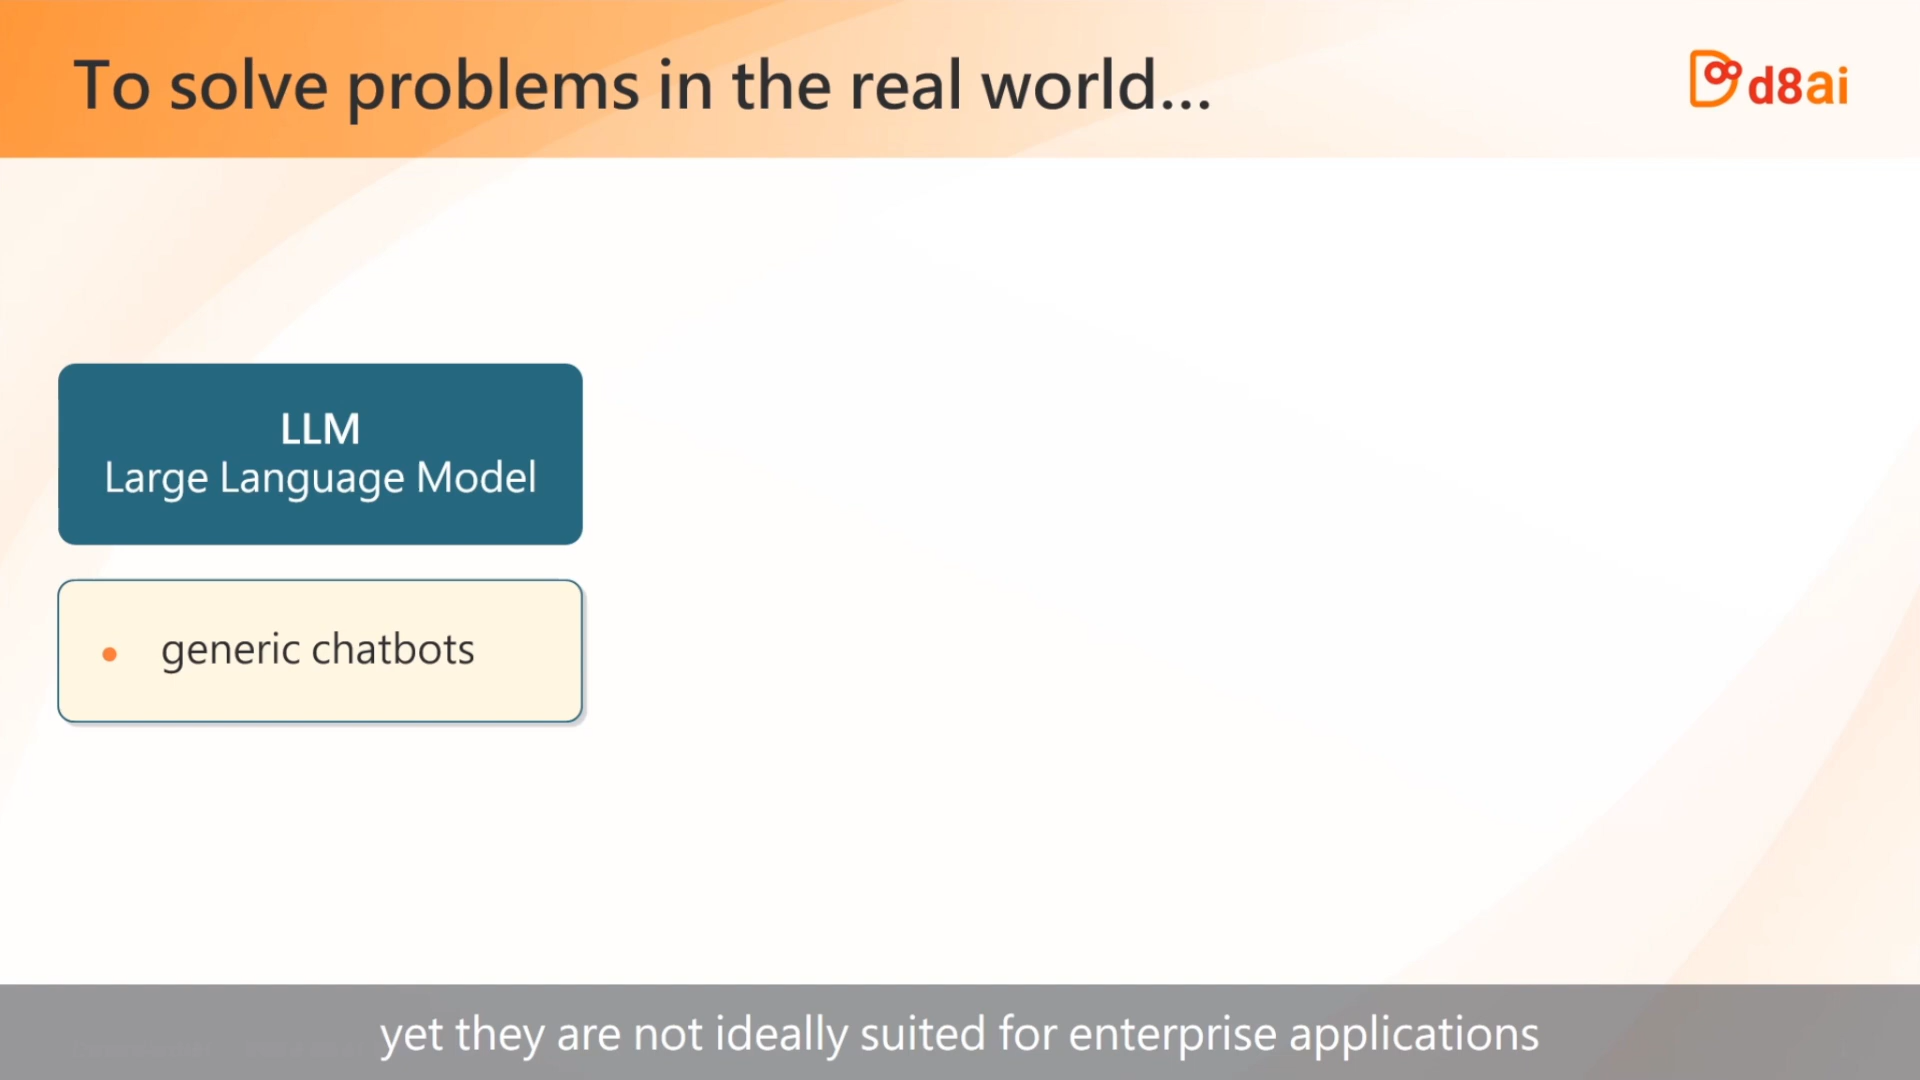 To solve problems in the real world...
d8ai
LLM
Large Language Model
• generic chatbots
yet they are not ideally suited for enterprise applications